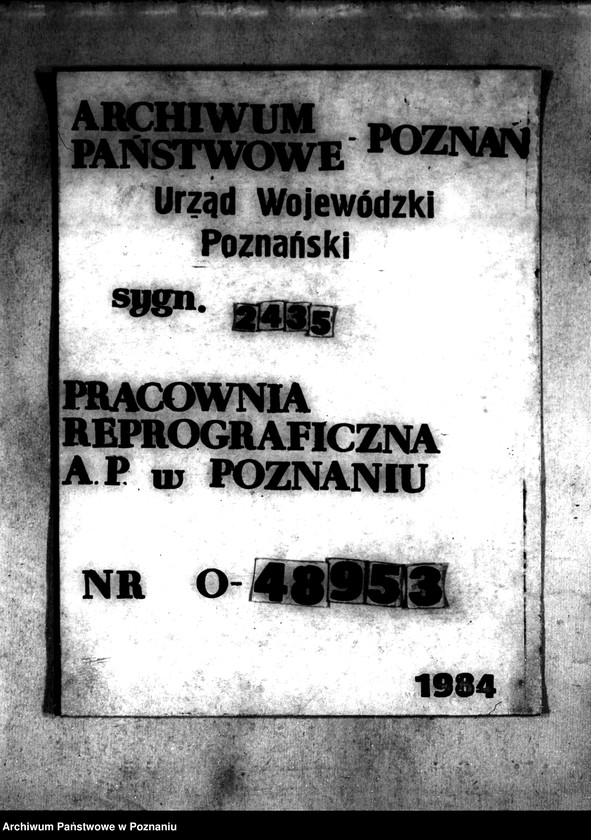 ARCHIWUM
PAŃSTWOWE - POZNAŃ
Urząd Wojewódzki
Poznański
sygn. 2435
PRACOWNIA
REPROGRAFICZNA
A.P. w POZNANIU
NR O-48953
1984
Archiwum Państwowe w Poznaniu